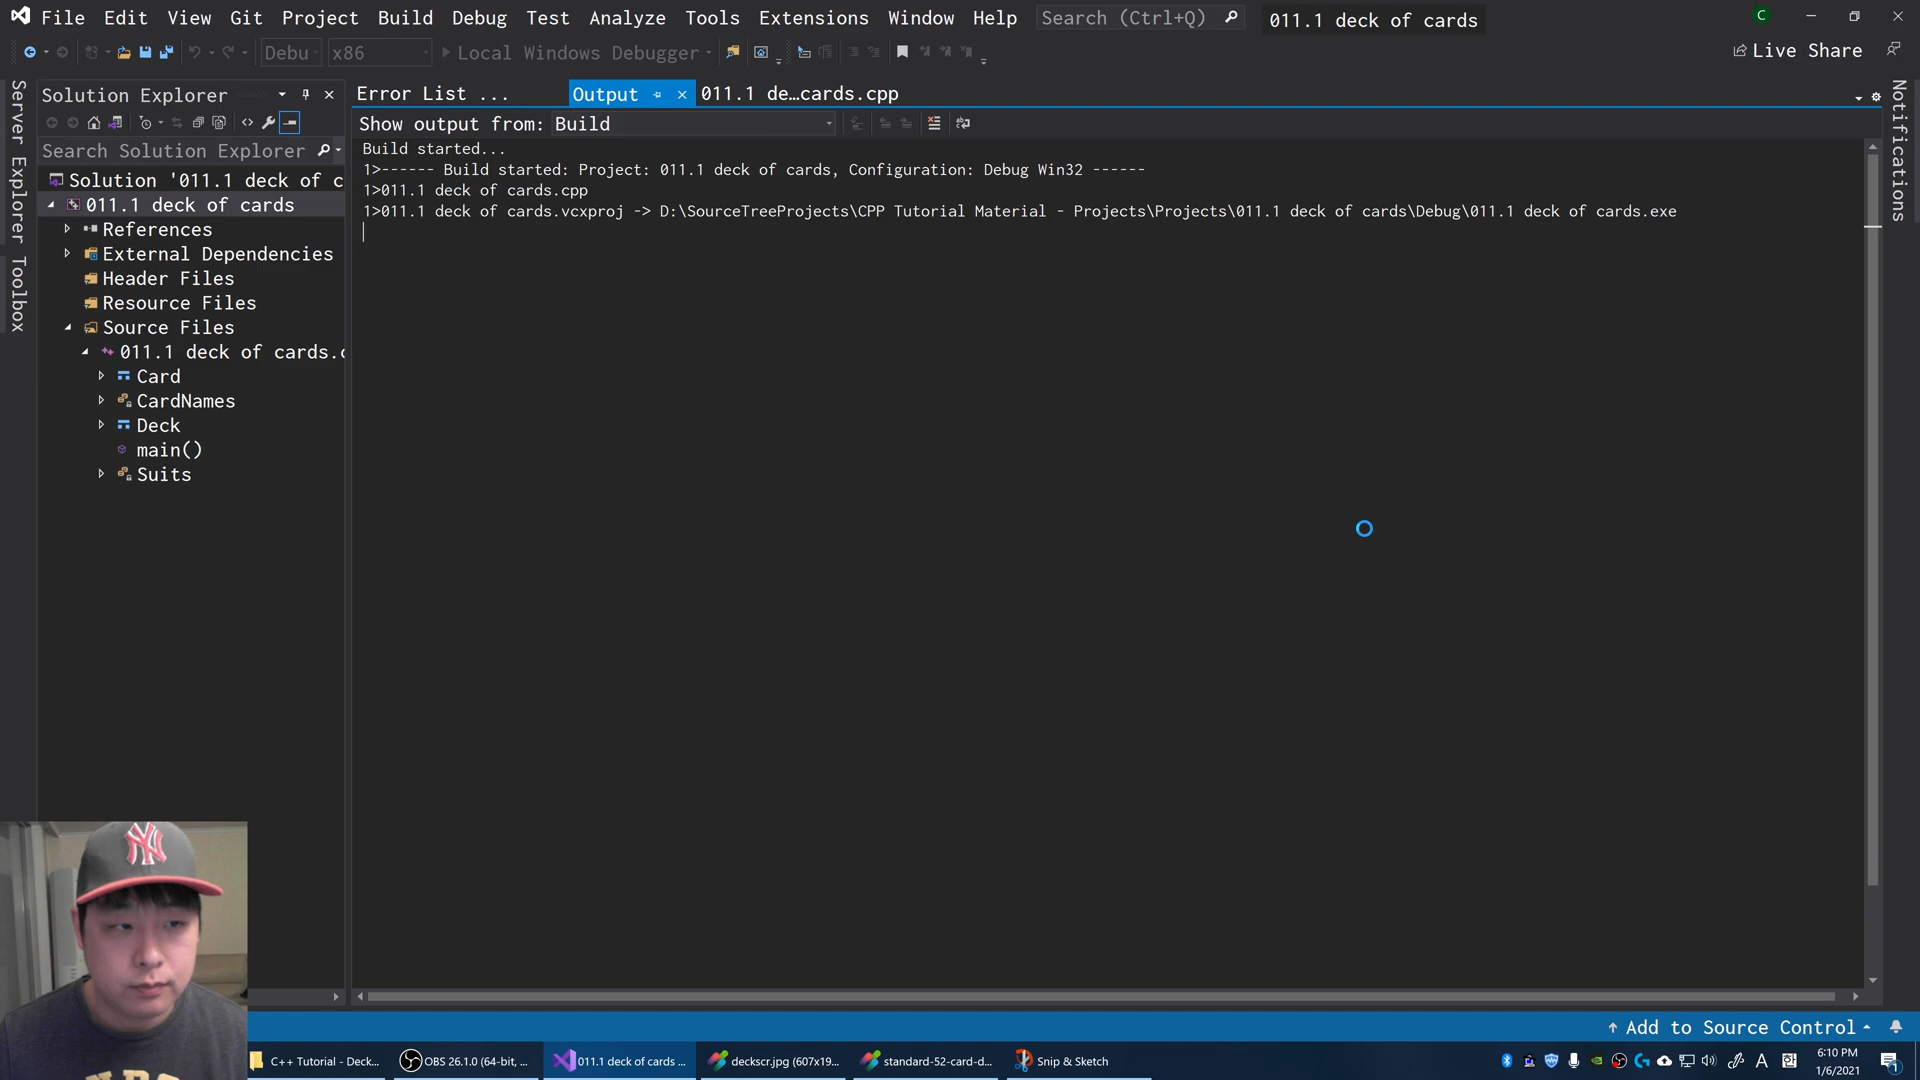 File Edit View Git Project Build Debug Test Analyze Tools Extensions Window Help Search (Ctrl+Q) 011.1 deck of cards C
Debu x86 Local Windows Debugger Live Share
Server Explorer
Toolbox
Notifications
Solution Explorer
Search Solution Explorer
Solution '011.1 deck of c
011.1 deck of cards
References
External Dependencies
Header Files
Resource Files
Source Files
011.1 deck of cards.c
Card
CardNames
Deck
main()
Suits
Error List ... Output 011.1 de...cards.cpp
Show output from: Build
Build started...
1>------ Build started: Project: 011.1 deck of cards, Configuration: Debug Win32 ------
1>011.1 deck of cards.cpp
1>011.1 deck of cards.vcxproj -> D:\SourceTreeProjects\CPP Tutorial Material - Projects\Projects\011.1 deck of cards\Debug\011.1 deck of cards.exe
NY
Add to Source Control
C++ Tutorial - Deck... OBS 26.1.0 (64-bit, ... 011.1 deck of cards ... deckscr.jpg (607x19... standard-52-card-d... Snip & Sketch
A 한 6:10 PM
1/6/2021
1